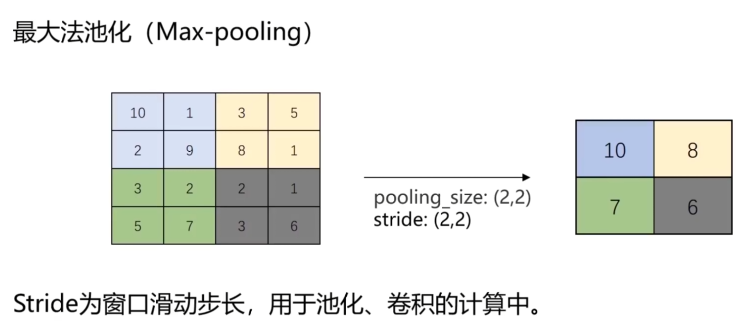 最大法池化（Max-pooling）
10 1 3 5
2 9 8 1
3 2 2 1
5 7 3 6
pooling_size: (2,2)
stride: (2,2)
10 8
7 6
Stride为窗口滑动步长，用于池化、卷积的计算中。